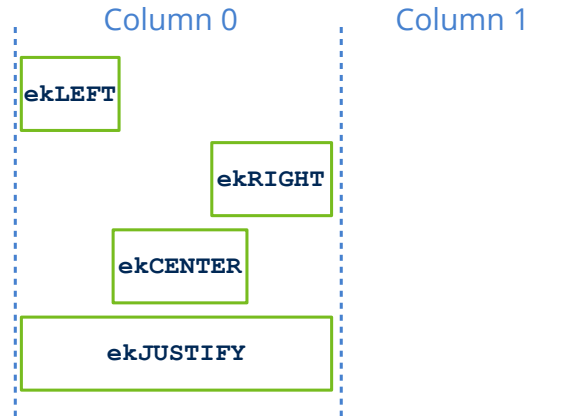 Column 0 Column 1
ekLEFT
ekRIGHT
ekCENTER
ekJUSTIFY